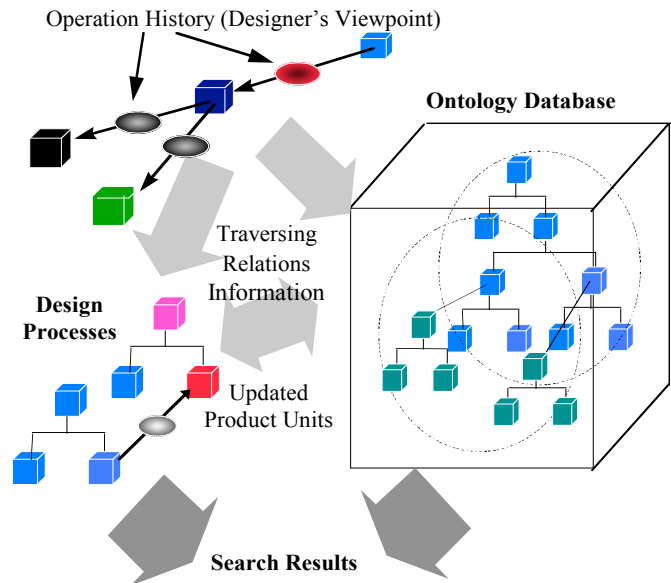 Operation History (Designer's Viewpoint)
Ontology Database
Traversing
Relations
Information
Design
Processes
Updated
Product Units
Search Results